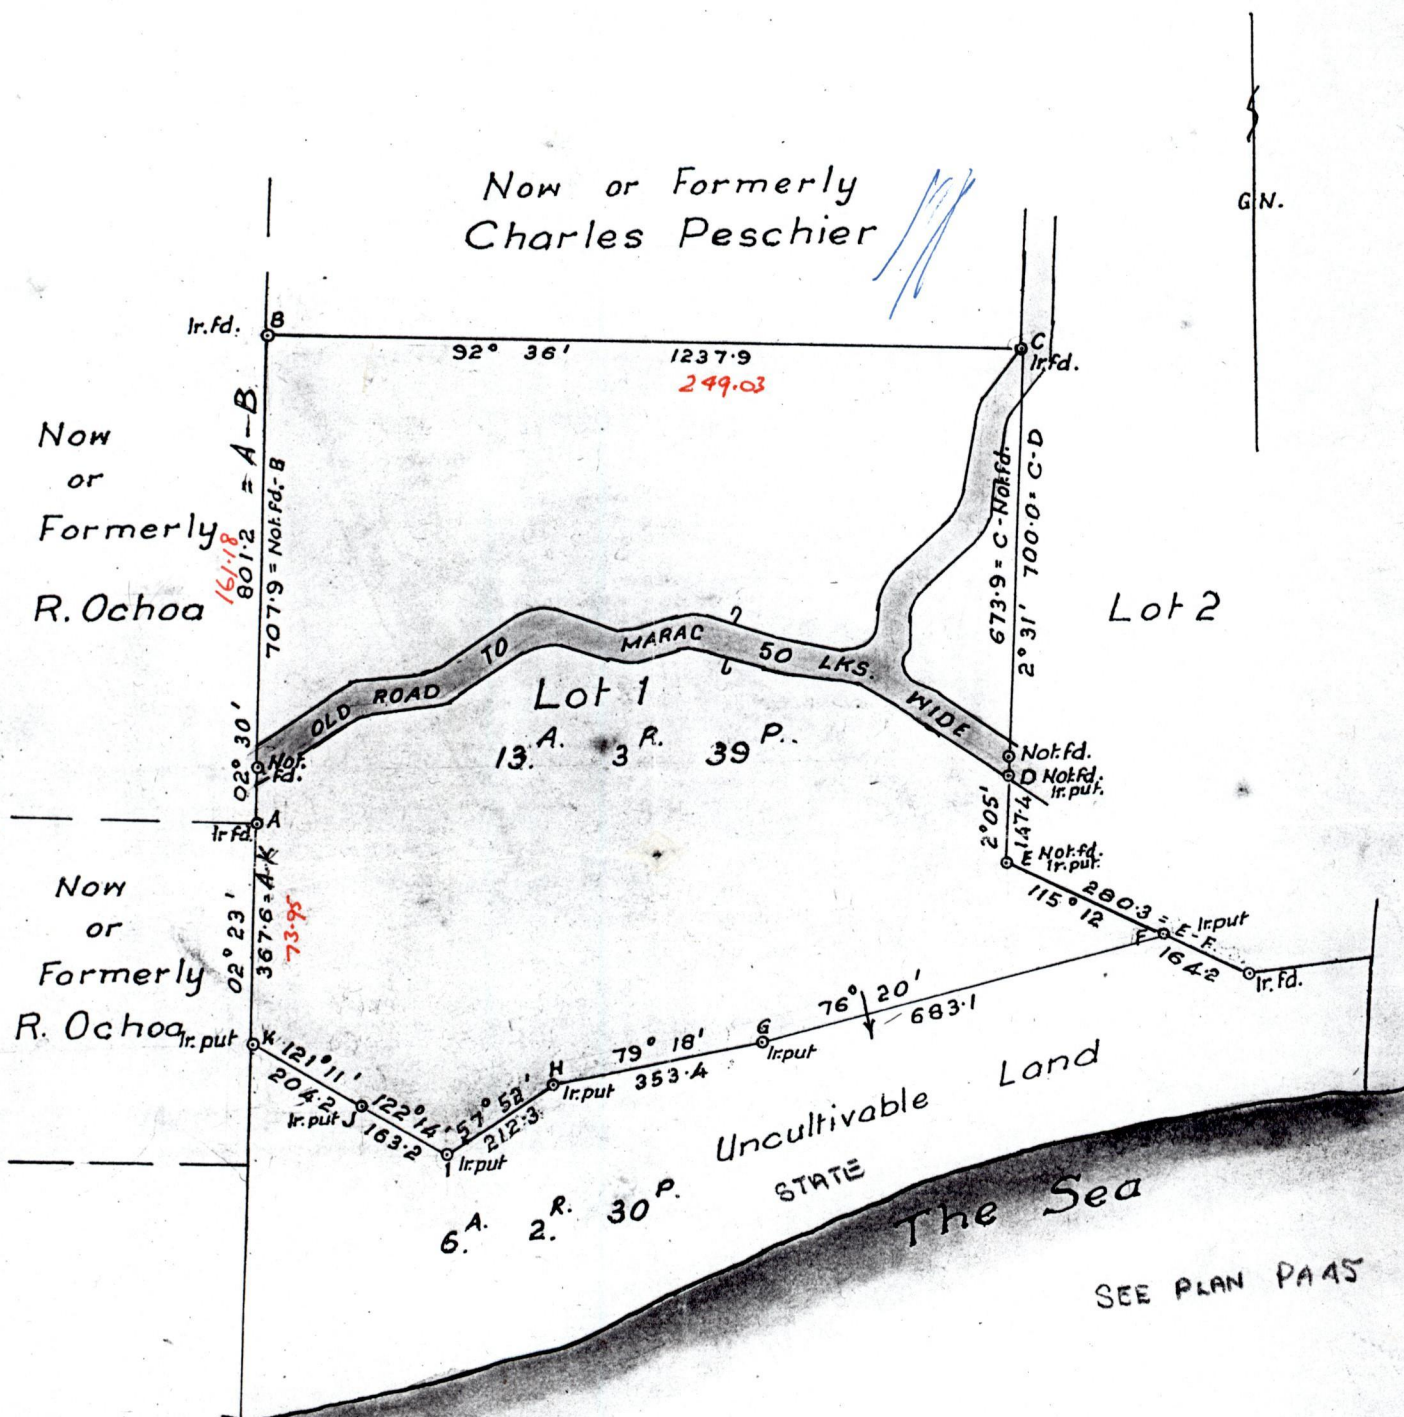 Now or Formerly
Charles Peschier
G.N.
Ir.fd.
B
92° 36' 1237.9
249.03
C
Ir.fd.
Now
or
Formerly
R. Ochoa
161.18
801.2 = A-B
707.9 = Not.fd.-B
02° 30'
673.9 = C-Not.fd.
2° 31' 700.0 = C-D
Lot 2
OLD ROAD TO MARAC 50 LKS. WIDE
Lot 1
13.A. 3 R. 39 P.
Not.
fd.
Not.fd.
D Not.fd.
Ir.put.
Ir fd.
A
2° 05'
147.4
E Not.fd.
Ir.put.
280.3 = E-F.
115° 12
Ir.put
F
164.2
Ir.fd.
Now
or
Formerly
R. Ochoa
02° 23'
367.6 = A-K
73.95
Ir.put
K
121° 11'
204.2
Ir.put J
122° 14'
163.2
I
Ir.put
57° 52'
212.3
H
Ir.put
79° 18'
353.4
G
Ir.put
76° 20'
683.1
Uncultivable Land
STATE
6.A. 2.R. 30 P.
The Sea
SEE PLAN PA45